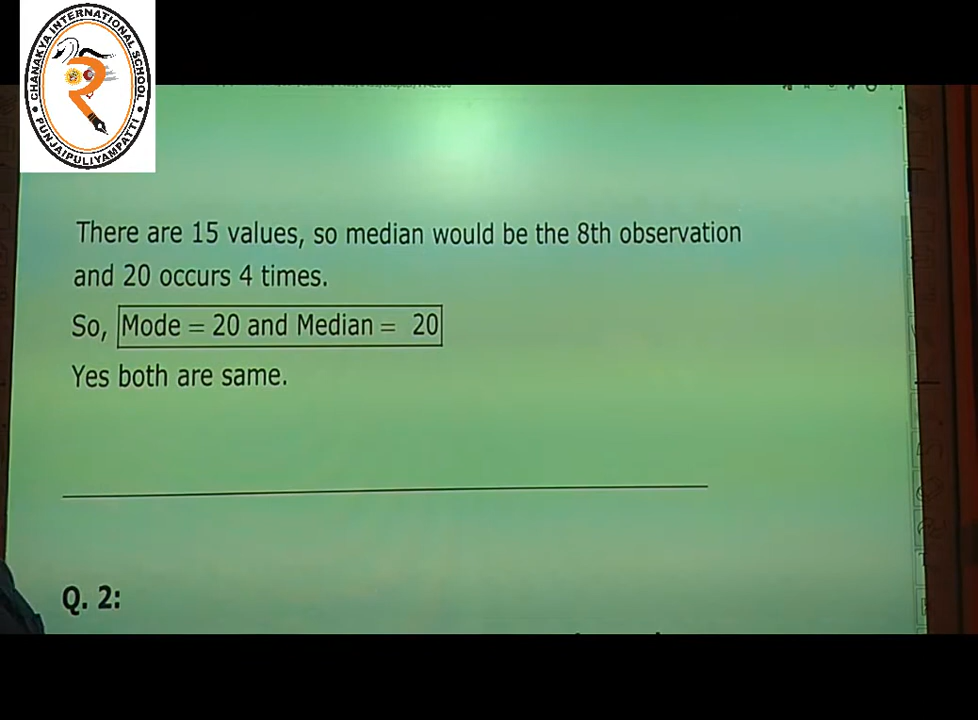 CHANAKYA INTERNATIONAL SCHOOL
PUNJAIPULIYAMPATTI
There are 15 values, so median would be the 8th observation
and 20 occurs 4 times.
So, Mode = 20 and Median = 20
Yes both are same.
Q. 2: